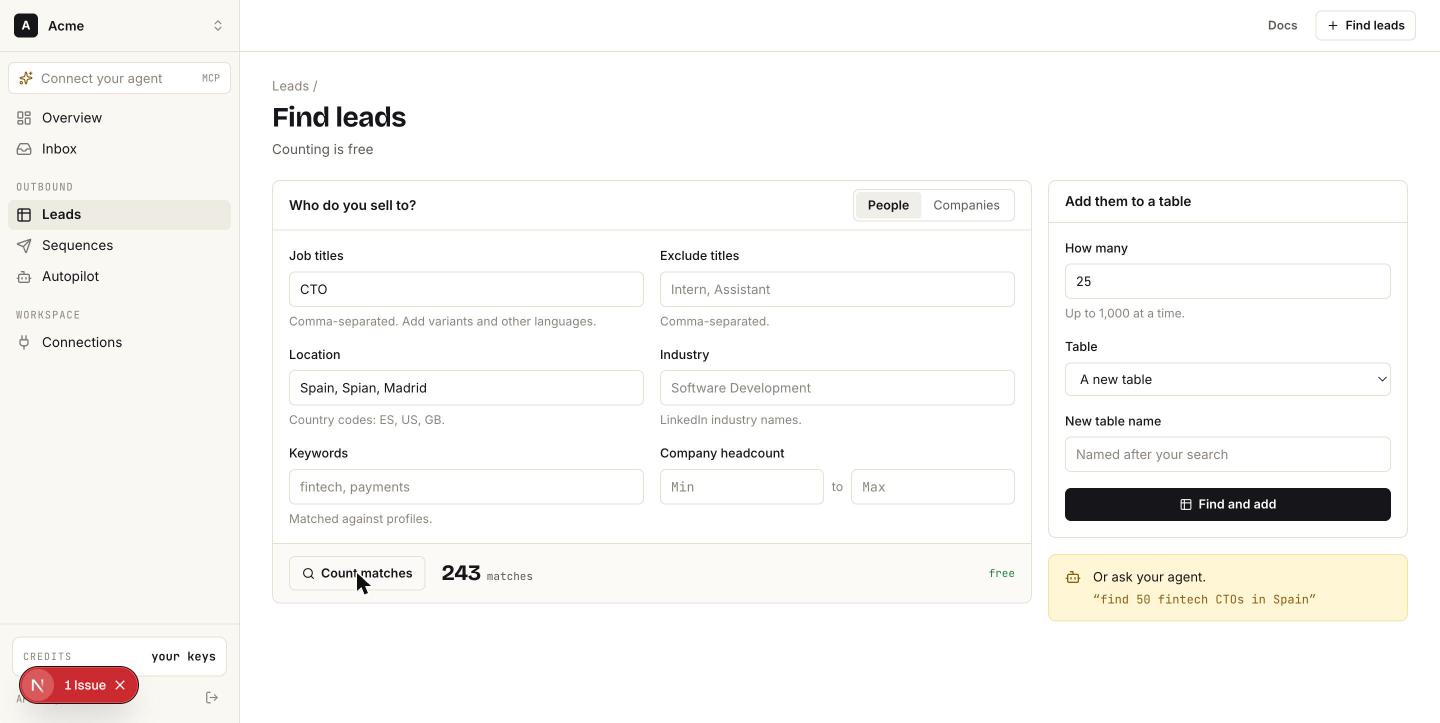 A Acme
Docs
Find leads
Connect your agent MCP
Overview
Inbox
OUTBOUND
Leads
Sequences
Autopilot
WORKSPACE
Connections
CREDITS your keys
N 1 Issue
Leads /
Find leads
Counting is free
Who do you sell to?
People Companies
Job titles
CTO
Comma-separated. Add variants and other languages.
Exclude titles
Intern, Assistant
Comma-separated.
Location
Spain, Spian, Madrid
Country codes: ES, US, GB.
Industry
Software Development
LinkedIn industry names.
Keywords
fintech, payments
Matched against profiles.
Company headcount
Min to Max
Count matches 243 matches free
Add them to a table
How many
25
Up to 1,000 at a time.
Table
A new table
New table name
Named after your search
Find and add
Or ask your agent.
“find 50 fintech CTOs in Spain”